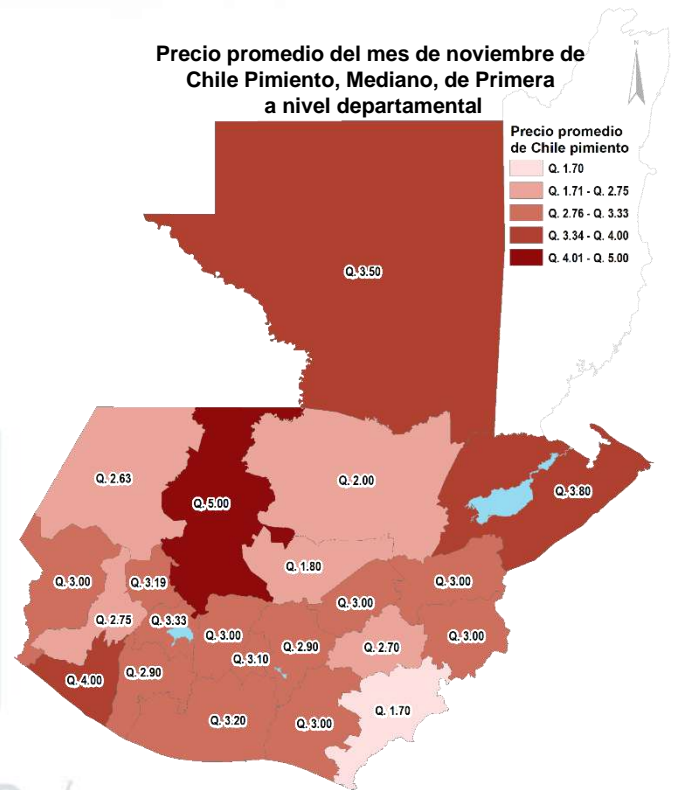 Precio promedio del mes de noviembre de
Chile Pimiento, Mediano, de Primera
a nivel departamental
N
Precio promedio
de Chile pimiento
Q. 1.70
Q. 1.71 - Q. 2.75
Q. 2.76 - Q. 3.33
Q. 3.34 - Q. 4.00
Q. 4.01 - Q. 5.00
Q. 3.50
Q. 2.63
Q. 5.00
Q. 2.00
Q. 3.80
Q. 3.00
Q. 3.19
Q. 1.80
Q. 3.00
Q. 3.00
Q. 2.75
Q. 3.33
Q. 3.00
Q. 2.90
Q. 3.00
Q. 3.10
Q. 2.70
Q. 4.00
Q. 2.90
Q. 3.20
Q. 3.00
Q. 1.70